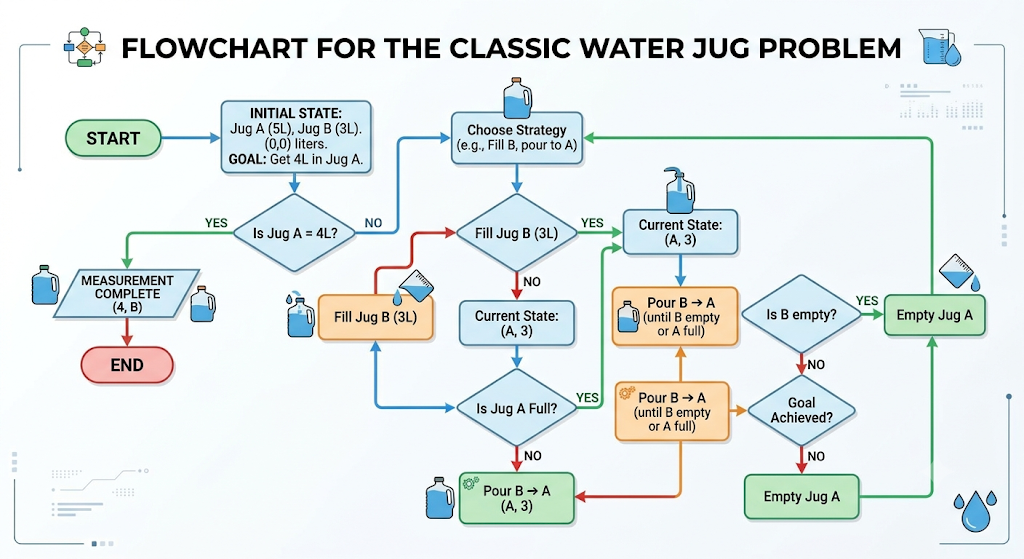 FLOWCHART FOR THE CLASSIC WATER JUG PROBLEM
START
INITIAL STATE:
Jug A (5L), Jug B (3L).
(0,0) liters.
GOAL: Get 4L in Jug A.
Choose Strategy
(e.g., Fill B, pour to A)
YES
Is Jug A = 4L?
NO
Fill Jug B (3L)
YES
Current State:
(A, 3)
MEASUREMENT
COMPLETE
(4, B)
NO
Fill Jug B (3L)
Current State:
(A, 3)
Pour B → A
(until B empty
or A full)
Is B empty?
YES
Empty Jug A
END
NO
Is Jug A Full?
YES
Pour B → A
(until B empty
or A full)
Goal
Achieved?
NO
NO
Pour B → A
(A, 3)
Empty Jug A